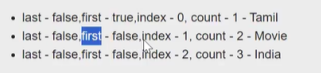 • last - false,first - true,index - 0, count - 1 - Tamil
• last - false,first - false,index - 1, count - 2 - Movie
• last - false,first - false,index - 2, count - 3 - India